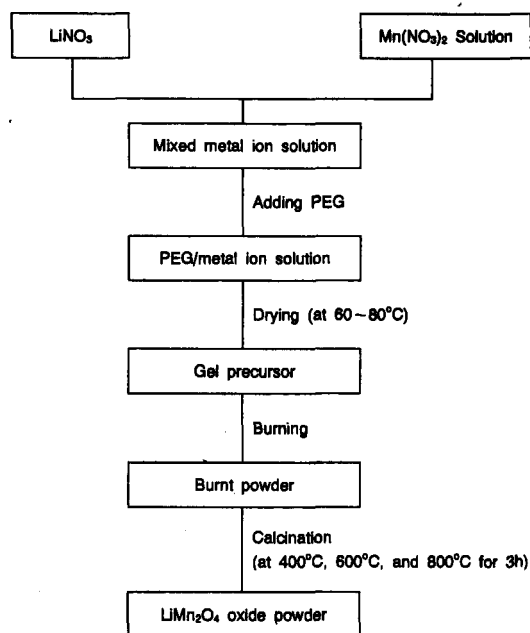 LiNO₃
Mn(NO₃)₂ Solution
Mixed metal ion solution
Adding PEG
PEG/metal ion solution
Drying (at 60~80°C)
Gel precursor
Burning
Burnt powder
Calcination
(at 400°C, 600°C, and 800°C for 3h)
LiMn₂O₄ oxide powder